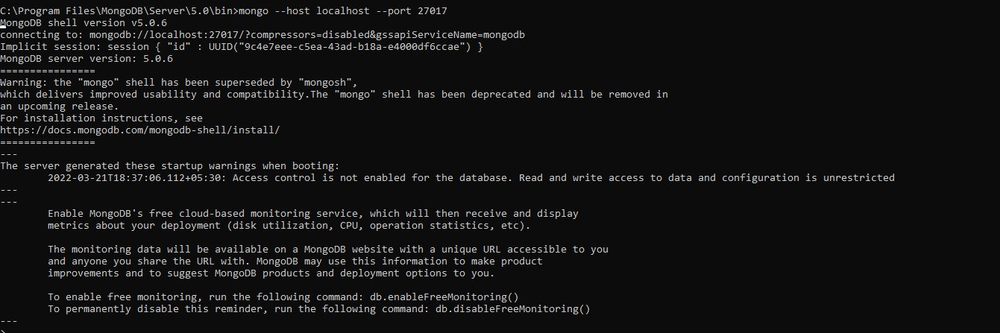 C:\Program Files\MongoDB\Server\5.0\bin>mongo --host localhost --port 27017
MongoDB shell version v5.0.6
connecting to: mongodb://localhost:27017/?compressors=disabled&gssapiServiceName=mongodb
Implicit session: session { "id" : UUID("9c4e7eee-c5ea-43ad-b18a-e4000df6ccae") }
MongoDB server version: 5.0.6
================
Warning: the "mongo" shell has been superseded by "mongosh",
which delivers improved usability and compatibility.The "mongo" shell has been deprecated and will be removed in
an upcoming release.
For installation instructions, see
https://docs.mongodb.com/mongodb-shell/install/
================
---
The server generated these startup warnings when booting:
        2022-03-21T18:37:06.112+05:30: Access control is not enabled for the database. Read and write access to data and configuration is unrestricted
---
---
        Enable MongoDB's free cloud-based monitoring service, which will then receive and display
        metrics about your deployment (disk utilization, CPU, operation statistics, etc).
        The monitoring data will be available on a MongoDB website with a unique URL accessible to you
        and anyone you share the URL with. MongoDB may use this information to make product
        improvements and to suggest MongoDB products and deployment options to you.
        To enable free monitoring, run the following command: db.enableFreeMonitoring()
        To permanently disable this reminder, run the following command: db.disableFreeMonitoring()
---
>